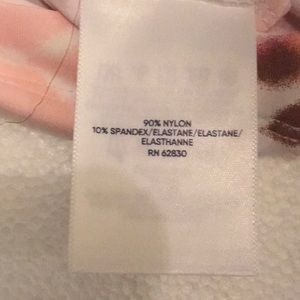 90% NYLON
10% SPANDEX/ELASTANE/ELASTANE/
ELASTHANNE
RN 62830